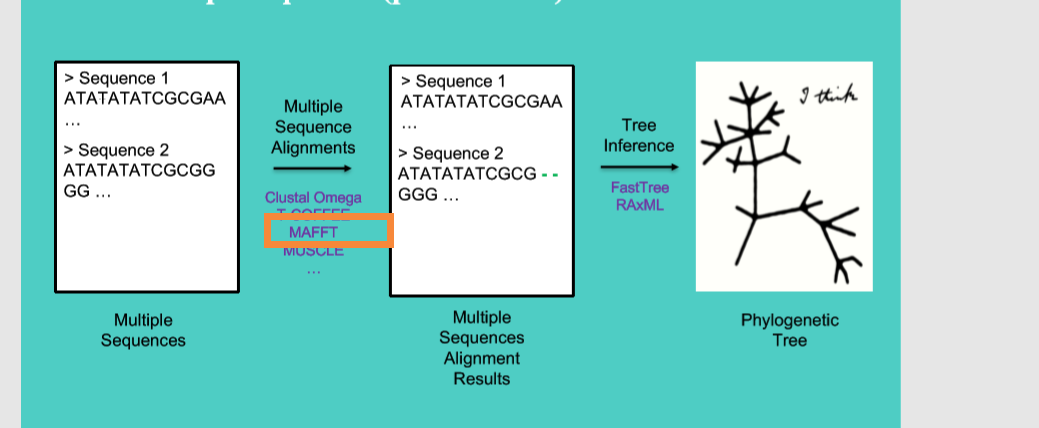 > Sequence 1
ATATATATCGCGAA
...
> Sequence 2
ATATATATCGCGG
GG ...
Multiple
Sequences
Multiple
Sequence
Alignments
Clustal Omega
T-COFFEE
MAFFT
MUSCLE
...
> Sequence 1
ATATATATCGCGAA
...
> Sequence 2
ATATATATCGCG - -
GGG ...
Multiple
Sequences
Alignment
Results
Tree
Inference
FastTree
RAxML
I think
Phylogenetic
Tree